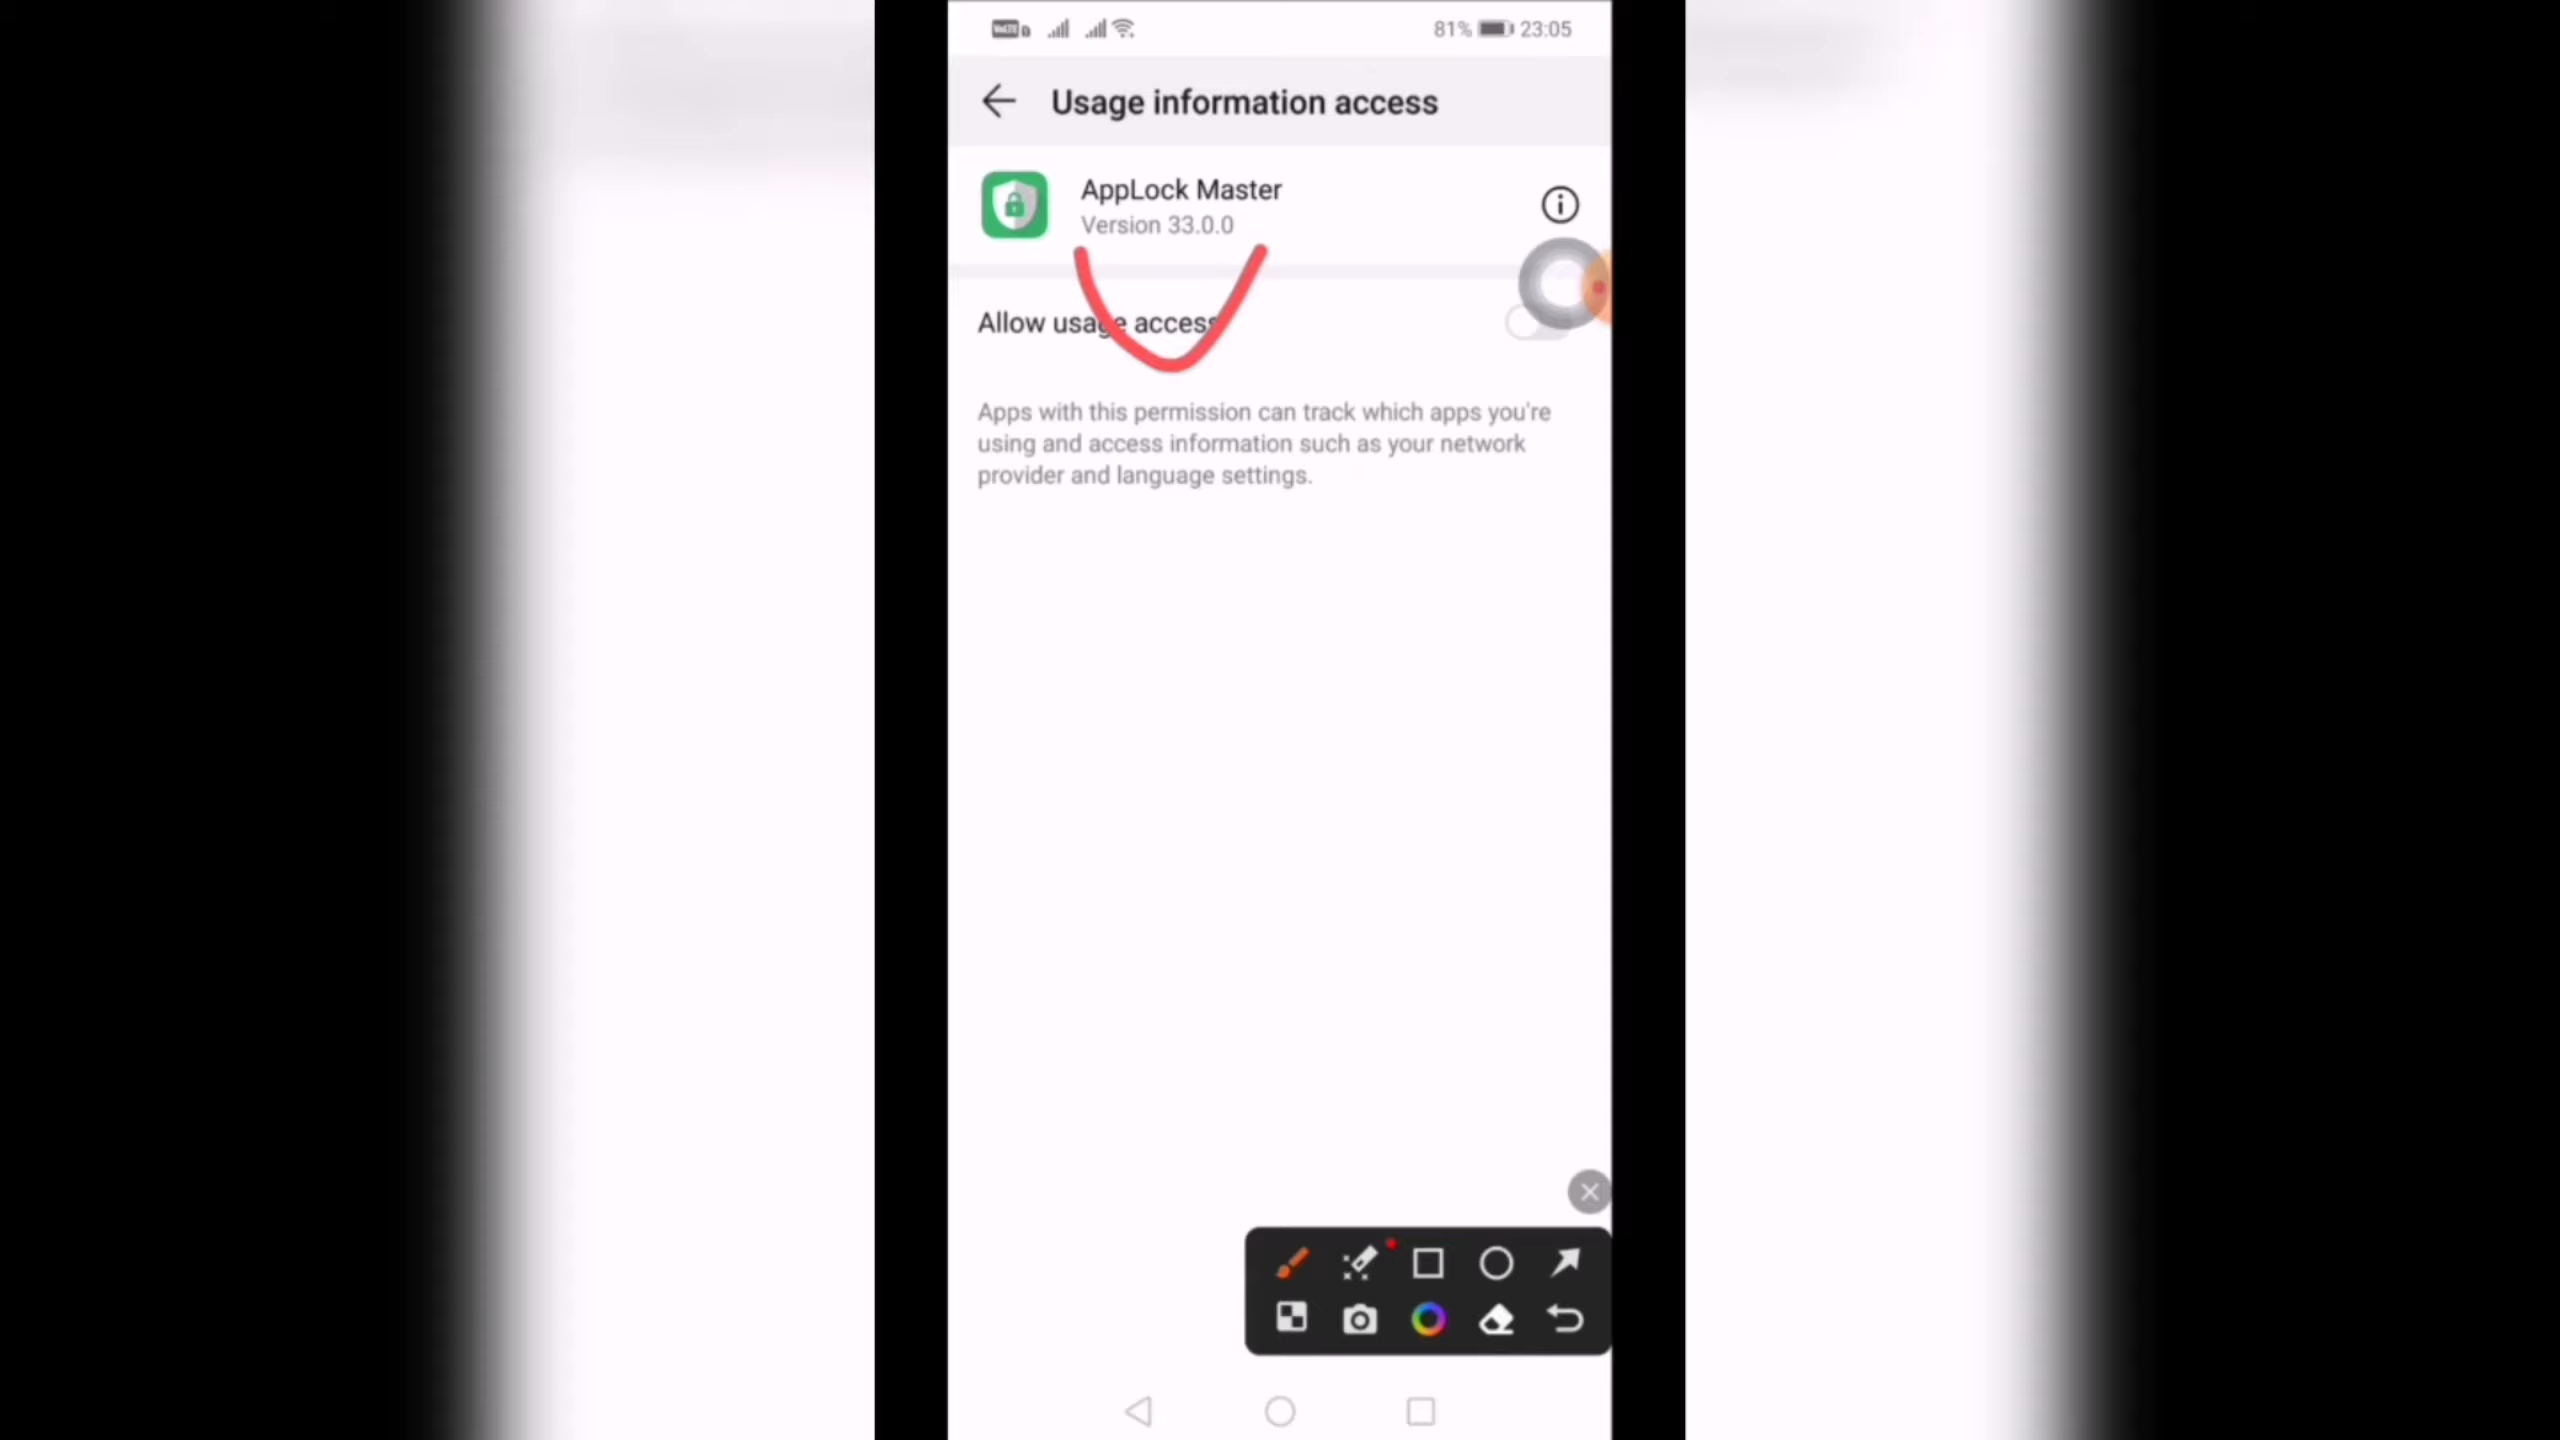 81% 23:05
Usage information access
AppLock Master
Version 33.0.0
Allow usage access
Apps with this permission can track which apps you're
using and access information such as your network
provider and language settings.